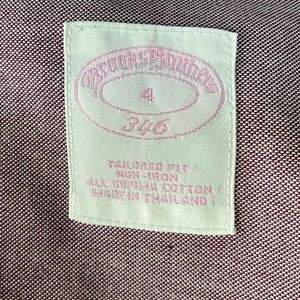 Brooks Brothers
4
346
TAILORED FIT
NON-IRON
ALL SUPIMA COTTON
MADE IN THAILAND